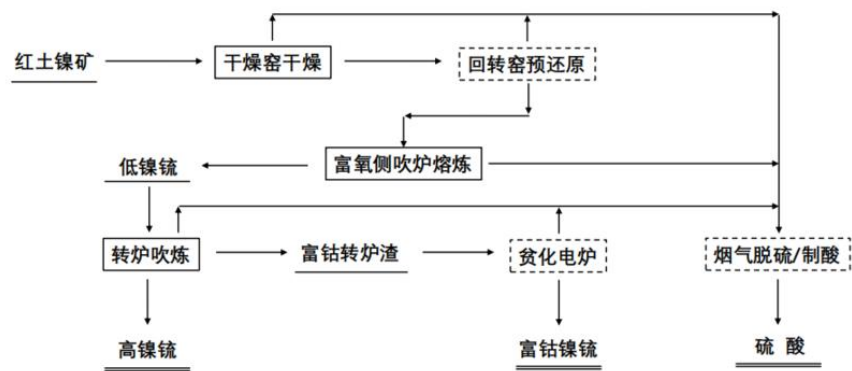 红土镍矿
干燥窑干燥
回转窑预还原
低镍锍
富氧侧吹炉熔炼
转炉吹炼
富钴转炉渣
贫化电炉
烟气脱硫/制酸
高镍锍
富钴镍锍
硫 酸